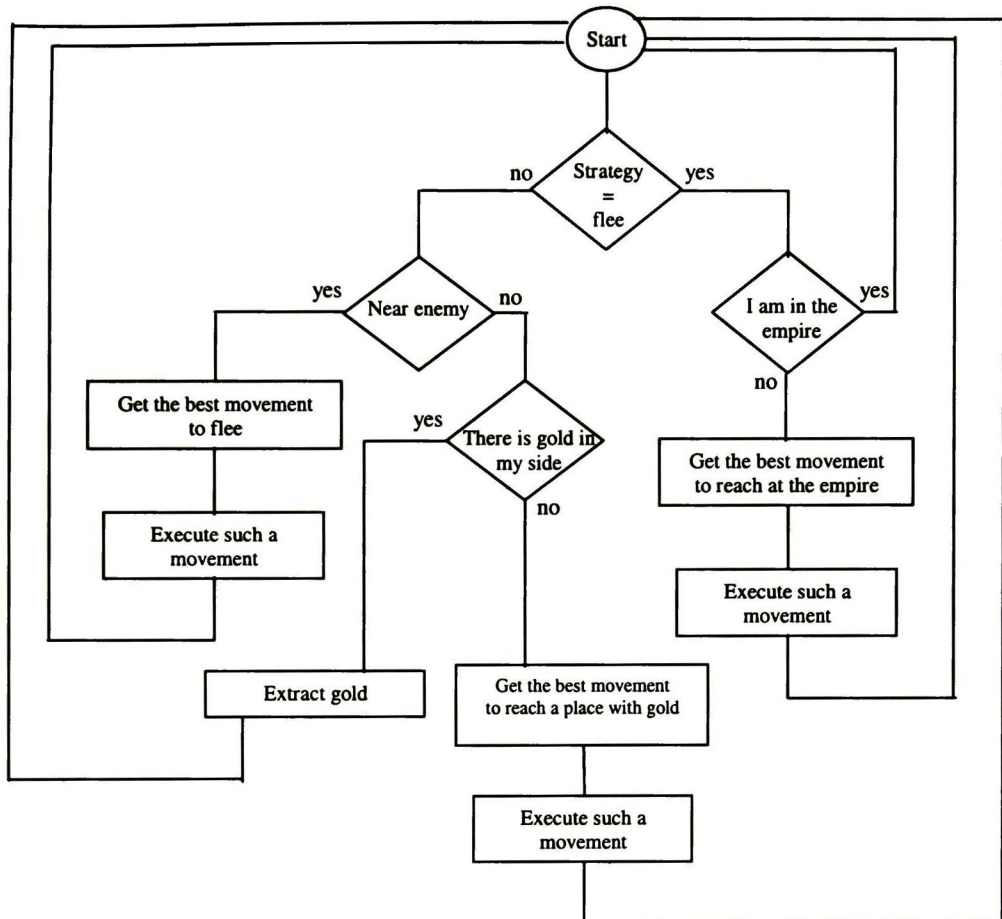 Start
no
Strategy
=
flee
yes
yes
Near enemy
no
I am in the
empire
yes
no
Get the best movement
to flee
yes
There is gold in
my side
no
Get the best movement
to reach at the empire
Execute such a
movement
Execute such a
movement
Extract gold
Get the best movement
to reach a place with gold
Execute such a
movement